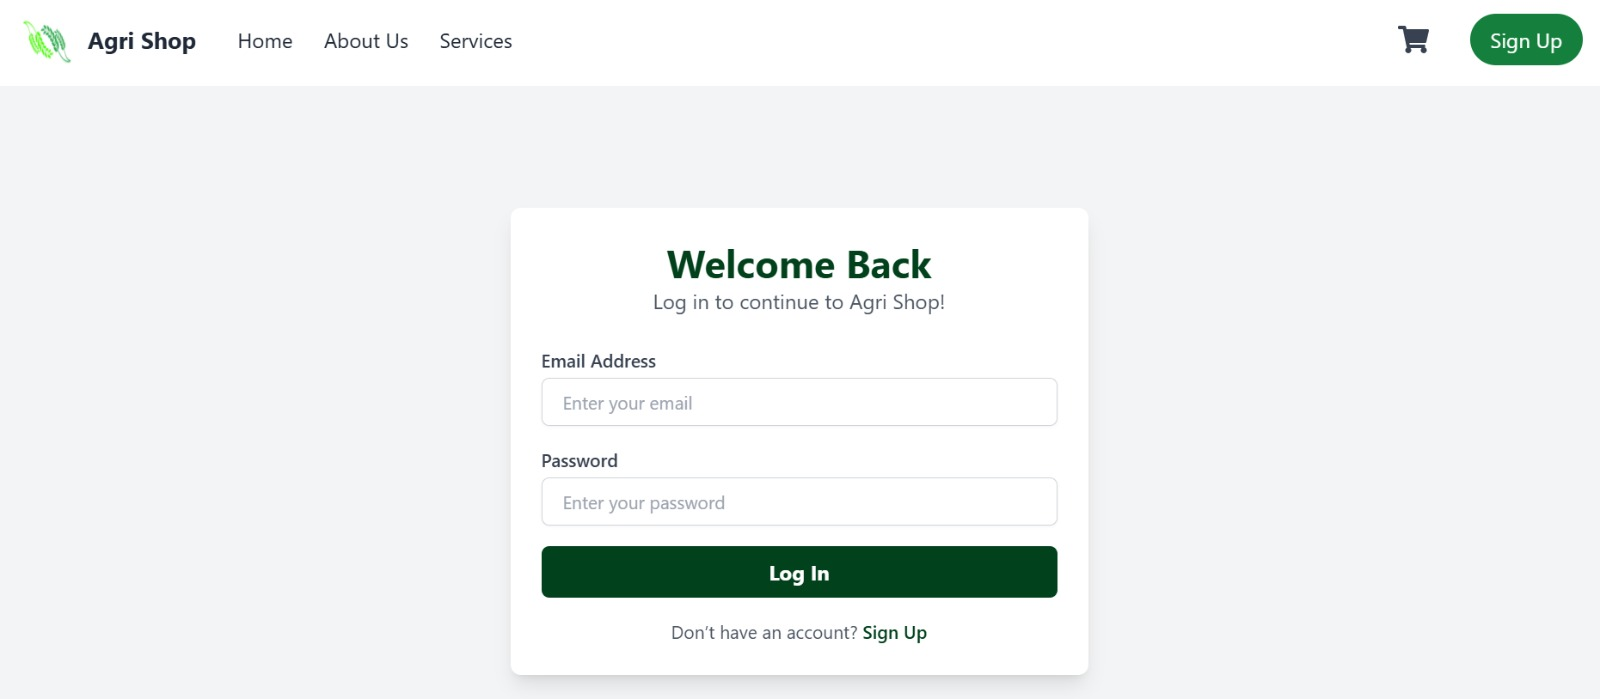 Agri Shop Home About Us Services Sign Up
Welcome Back
Log in to continue to Agri Shop!
Email Address
Enter your email
Password
Enter your password
Log In
Don't have an account? Sign Up